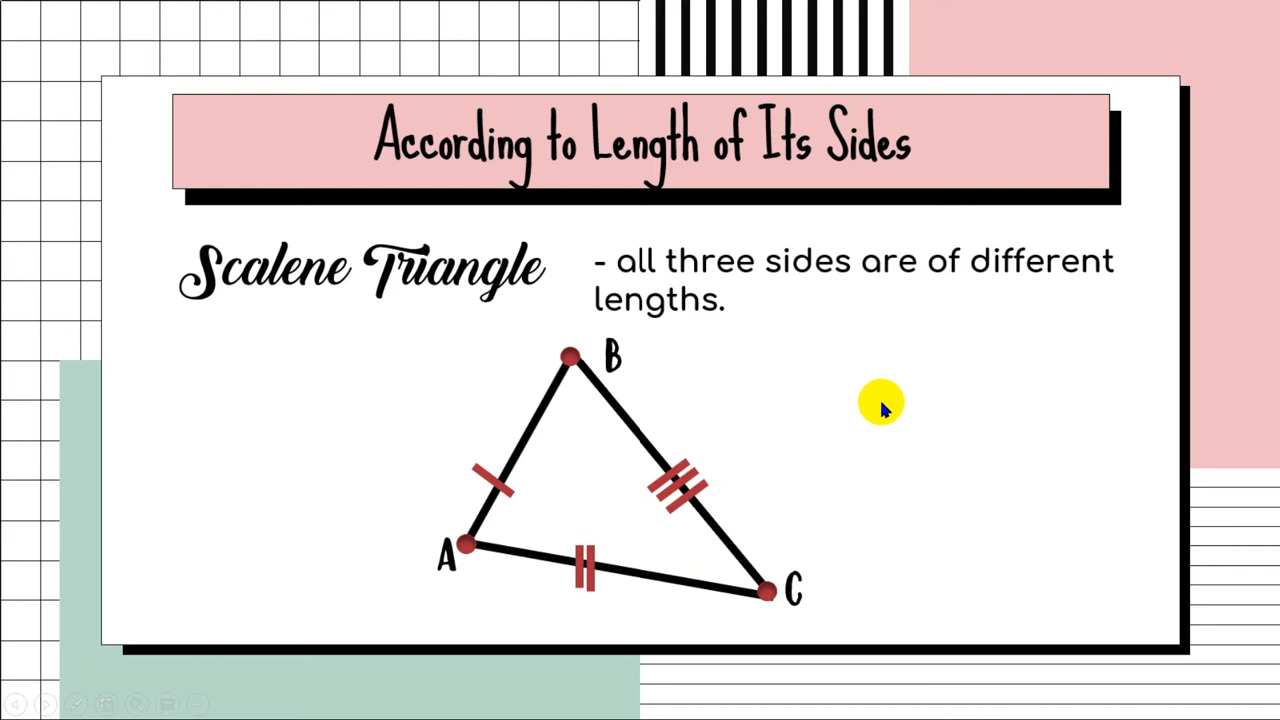 According to Length of Its Sides
Scalene Triangle
- all three sides are of different
lengths.
B
A
C